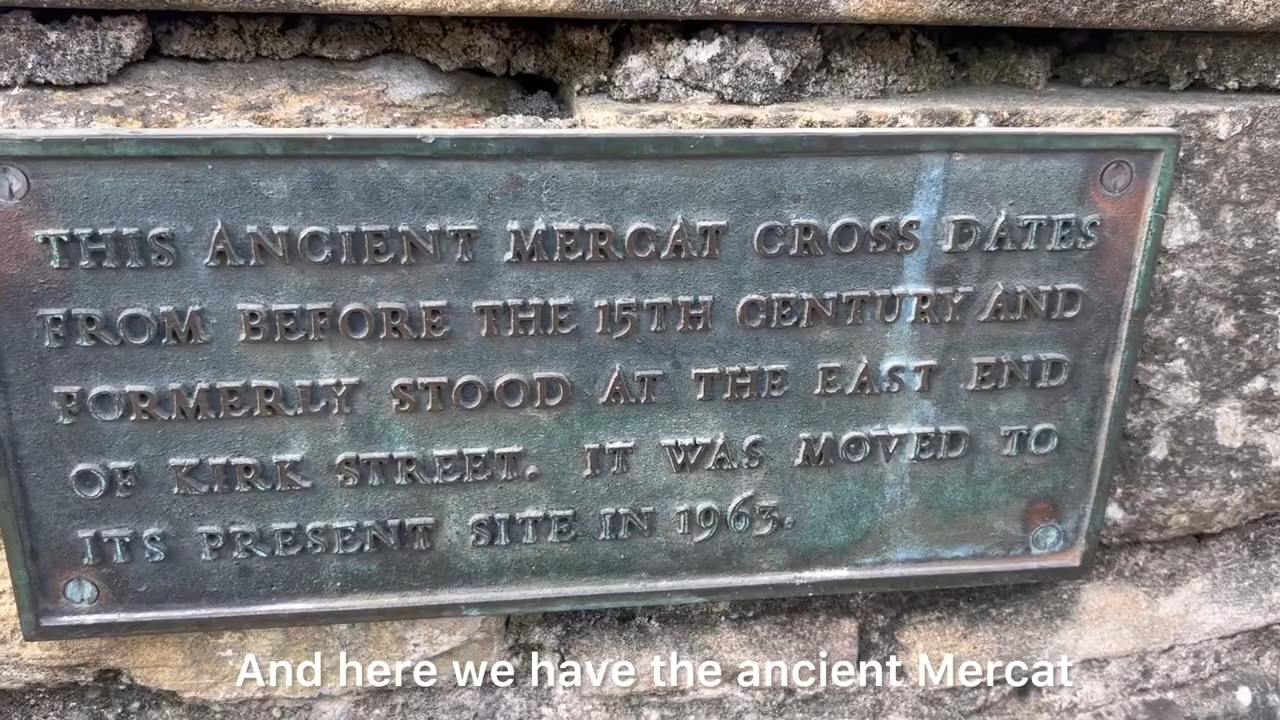 THIS ANCIENT MERCAT CROSS DATES
FROM BEFORE THE 15TH CENTURY AND
FORMERLY STOOD AT THE EAST END
OF KIRK STREET. IT WAS MOVED TO
ITS PRESENT SITE IN 1963.
And here we have the ancient Mercat